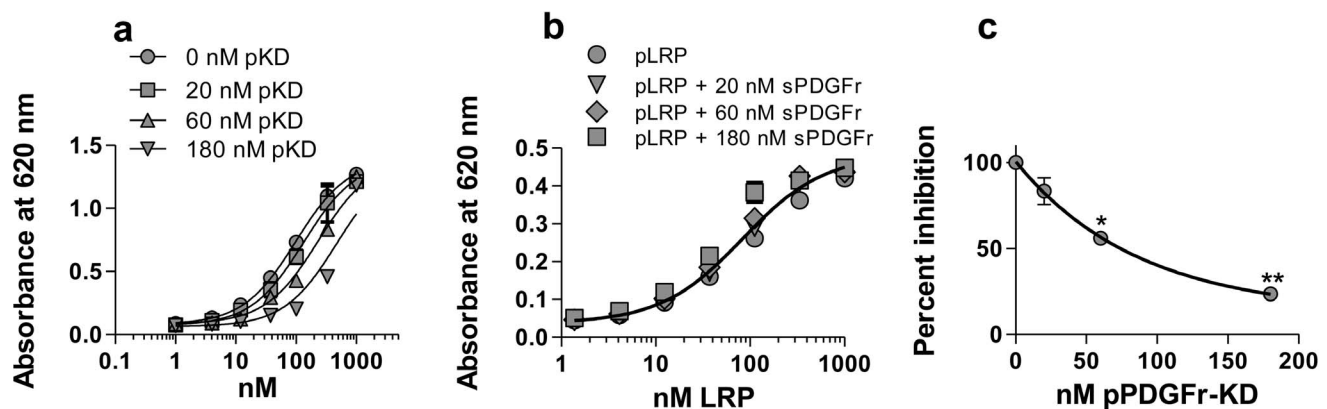 a
0 nM pKD
20 nM pKD
60 nM pKD
180 nM pKD
Absorbance at 620 nm
1.5
1.0
0.5
0.0
0.1 1 10 100 1000
nM
b
pLRP
pLRP + 20 nM sPDGFr
pLRP + 60 nM sPDGFr
pLRP + 180 nM sPDGFr
Absorbance at 620 nm
0.5
0.4
0.3
0.2
0.1
0.0
1 10 100 1000
nM LRP
c
Percent inhibition
100
50
0
*
**
0 50 100 150 200
nM pPDGFr-KD